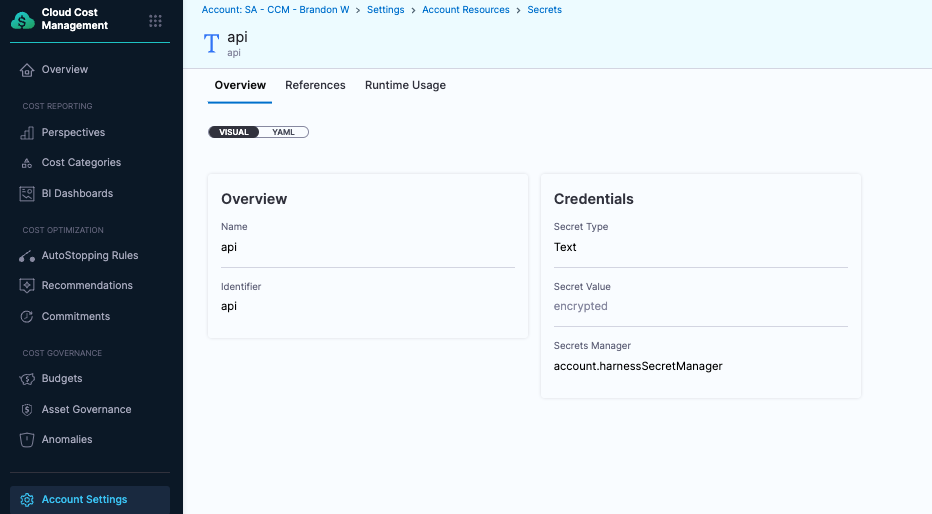 Cloud Cost
Management
Overview
COST REPORTING
Perspectives
Cost Categories
BI Dashboards
COST OPTIMIZATION
AutoStopping Rules
Recommendations
Commitments
COST GOVERNANCE
Budgets
Asset Governance
Anomalies
Account Settings
Account: SA - CCM - Brandon W > Settings > Account Resources > Secrets
T api
api
Overview References Runtime Usage
VISUAL YAML
Overview
Name
api
Identifier
api
Credentials
Secret Type
Text
Secret Value
encrypted
Secrets Manager
account.harnessSecretManager